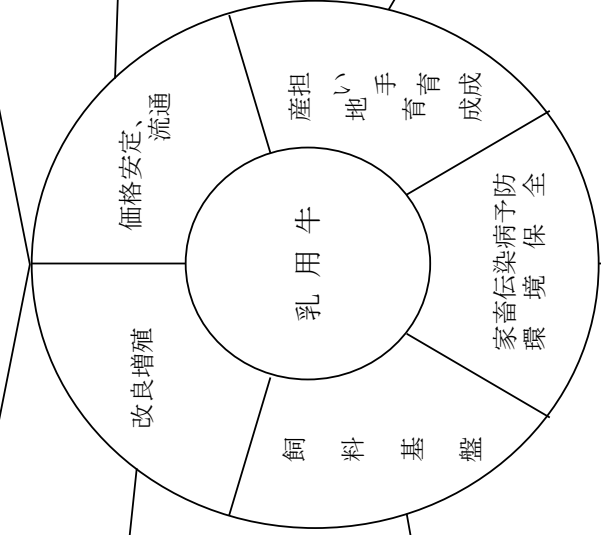 改良増殖
価格安定、
流通
乳用牛
飼料基盤
担い手育成
産地育成
家畜伝染病予防
環境保全